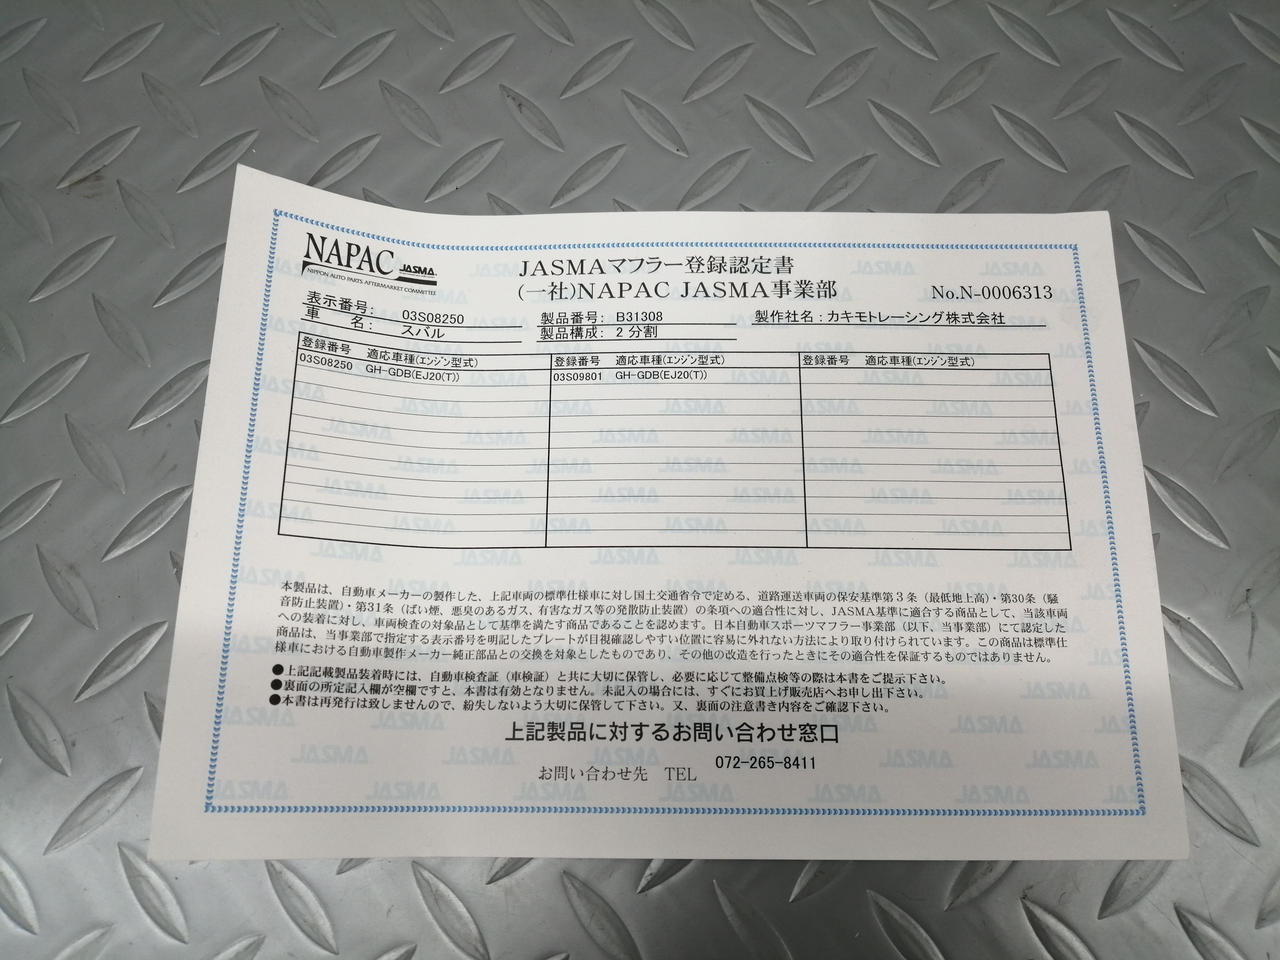 NAPAC JASMA
NIPPON AUTO PARTS AFTERMARKET COMMITTEE
JASMAマフラー登録認定書
(一社)NAPAC JASMA事業部
No.N-0006313
表示番号: 03S08250
製品番号: B31308
製作社名:カキモトレーシング株式会社
車 名: スバル
製品構成: 2分割
登録番号 適応車種(エンジン型式) 登録番号 適応車種(エンジン型式) 登録番号 適応車種(エンジン型式)
03S08250 GH-GDB(EJ20(T)) 03S09801 GH-GDB(EJ20(T))
本製品は、自動車メーカーの製作した、上記車両の標準仕様車に対し国土交通省令で定める、道路運送車両の保安基準第3条(最低地上高)・第30条(騒
音防止装置)・第31条(ばい煙、悪臭のあるガス、有害なガス等の発散防止装置)の条項への適合性に対し、JASMA基準に適合する商品として、当該車両
への装着に対し、車両検査の対象品として基準を満たす商品であることを認めます。日本自動車スポーツマフラー事業部(以下、当事業部)にて認定した
商品は、当事業部で指定する表示番号を明記したプレートが目視確認しやすい位置に容易に外れない方法により取り付けられています。この商品は標準仕
様車における自動車製作メーカー純正部品との交換を対象としたものであり、その他の改造を行ったときにその適合性を保証するものではありません。
●上記記載製品装着時には、自動車検査証(車検証)と共に大切に保管し、必要に応じて整備点検等の際は本書をご提示下さい。
●裏面の所定記入欄が空欄ですと、本書は有効となりません。未記入の場合には、すぐにお買上げ販売店へお申し出下さい。
●本書は再発行は致しませんので、紛失しないよう大切に保管して下さい。又、裏面の注意書き内容をご確認下さい。
上記製品に対するお問い合わせ窓口
お問い合わせ先 TEL 072-265-8411